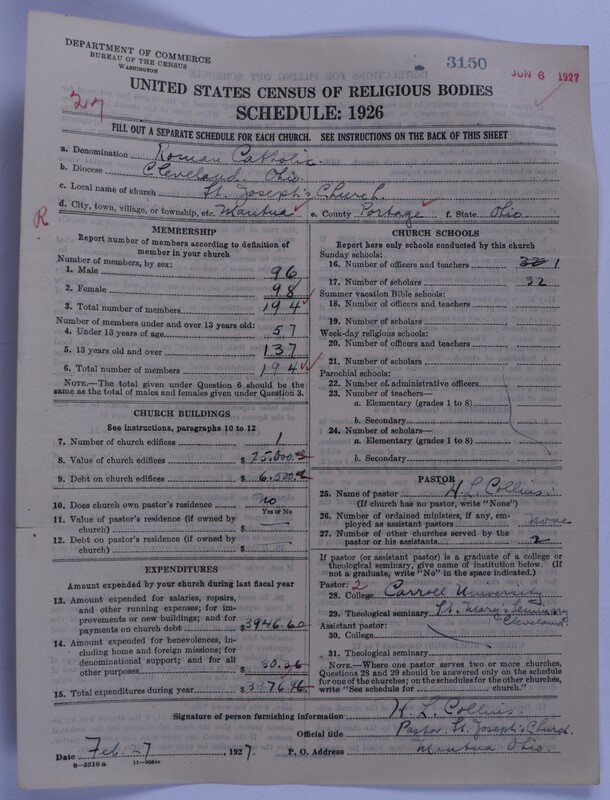 DEPARTMENT OF COMMERCE
BUREAU OF THE CENSUS
WASHINGTON
3150
JUN 6 1927
27
UNITED STATES CENSUS OF RELIGIOUS BODIES
SCHEDULE: 1926
FILL OUT A SEPARATE SCHEDULE FOR EACH CHURCH. SEE INSTRUCTIONS ON THE BACK OF THIS SHEET
a. Denomination Roman Catholic.
b. Diocese Cleveland, Ohio.
c. Local name of church St. Joseph's Church.
d. City, town, village, or township, etc. Mantua e. County Portage f. State Ohio.
R
MEMBERSHIP
Report number of members according to definition of
member in your church
Number of members, by sex:
1. Male 96
2. Female 98
3. Total number of members 194
Number of members under and over 13 years old:
4. Under 13 years of age 57
5. 13 years old and over 137
6. Total number of members 194
NOTE.—The total given under Question 6 should be
same as the total of males and females given under Question 3.
CHURCH BUILDINGS
See instructions, paragraphs 10 to 12
7. Number of church edifices 1
8. Value of church edifices $ 25,000.
9. Debt on church edifices $ 6,500.
10. Does church own pastor's residence no
Yes or No
11. Value of pastor's residence (if owned by
church) $
12. Debt on pastor's residence (if owned by
church) $
EXPENDITURES
Amount expended by your church during last fiscal year
13. Amount expended for salaries, repairs,
and other running expenses; for im-
provements or new buildings; and for
payments on church debt $ 3946.60
14. Amount expended for benevolences, in-
cluding home and foreign missions; for
denominational support; and for all
other purposes $ 30.26
15. Total expenditures during year $
CHURCH SCHOOLS
Report here only schools conducted by this church
Sunday schools:
16. Number of officers and teachers 1
17. Number of scholars 32
Summer vacation Bible schools:
18. Number of officers and teachers
19. Number of scholars
Week-day religious schools:
20. Number of officers and teachers
21. Number of scholars
Parochial schools:
22. Number of administrative officers
23. Number of teachers—
a. Elementary (grades 1 to 8)
b. Secondary
24. Number of scholars—
a. Elementary (grades 1 to 8)
b. Secondary
PASTOR
25. Name of pastor H. L. Collins.
(If church has no pastor, write "None")
26. Number of ordained ministers, if any, em-
ployed as assistant pastors none
27. Number of other churches served by the
pastor or his assistants 2
If pastor (or assistant pastor) is a graduate of a college or
theological seminary, give name of institution below. (If
not a graduate, write "No" in the space indicated.)
Pastor: 2
28. College Carroll University
29. Theological seminary St. Mary's Seminary
Cleveland
Assistant pastor:
30. College
31. Theological seminary
NOTE.—Where one pastor serves two or more churches,
Questions 28 and 29 should be answered only on the schedule
for one of the churches; on the schedules for the other churches,
write "See schedule for church."
Signature of person furnishing information H. L. Collins.
Official title Pastor St. Joseph's Church
Date Feb. 27, 1927. P. O. Address Mantua Ohio.
8—5518a